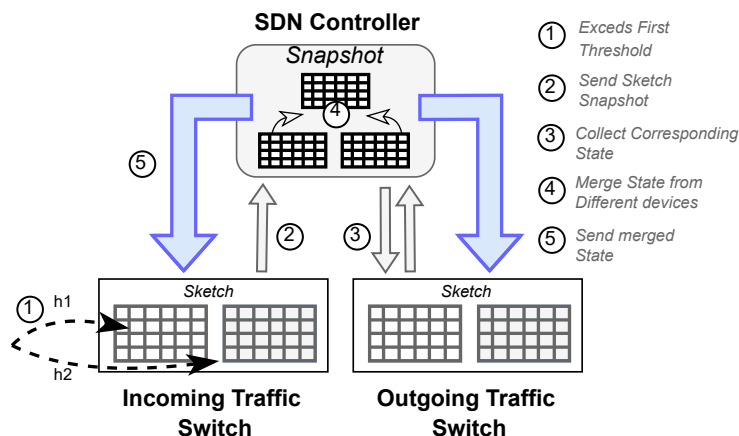 SDN Controller
Snapshot
4
5
2
3
1
h1
h2
Sketch
Sketch
Incoming Traffic
Switch
Outgoing Traffic
Switch
1 Exceds First
Threshold
2 Send Sketch
Snapshot
3 Collect Corresponding
State
4 Merge State from
Different devices
5 Send merged
State